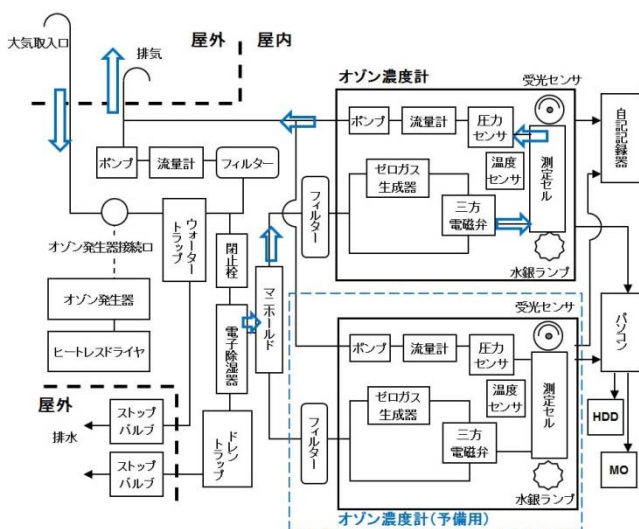 大気取入口
排気
屋外
屋内
オゾン濃度計
受光センサ
ポンプ
流量計
圧力
センサ
温度
センサ
測定セル
ゼロガス
生成器
三方
電磁弁
水銀ランプ
フィルター
自記記録器
ポンプ
流量計
フィルター
オゾン発生器接続口
ウォーター
トラップ
閉止栓
マニホールド
オゾン発生器
ヒートレスドライヤ
電子除湿器
屋外
排水
ストップ
バルブ
ストップ
バルブ
ドレン
トラップ
受光センサ
ポンプ
流量計
圧力
センサ
温度
センサ
測定セル
ゼロガス
生成器
三方
電磁弁
水銀ランプ
フィルター
オゾン濃度計(予備用)
パソコン
HDD
MO